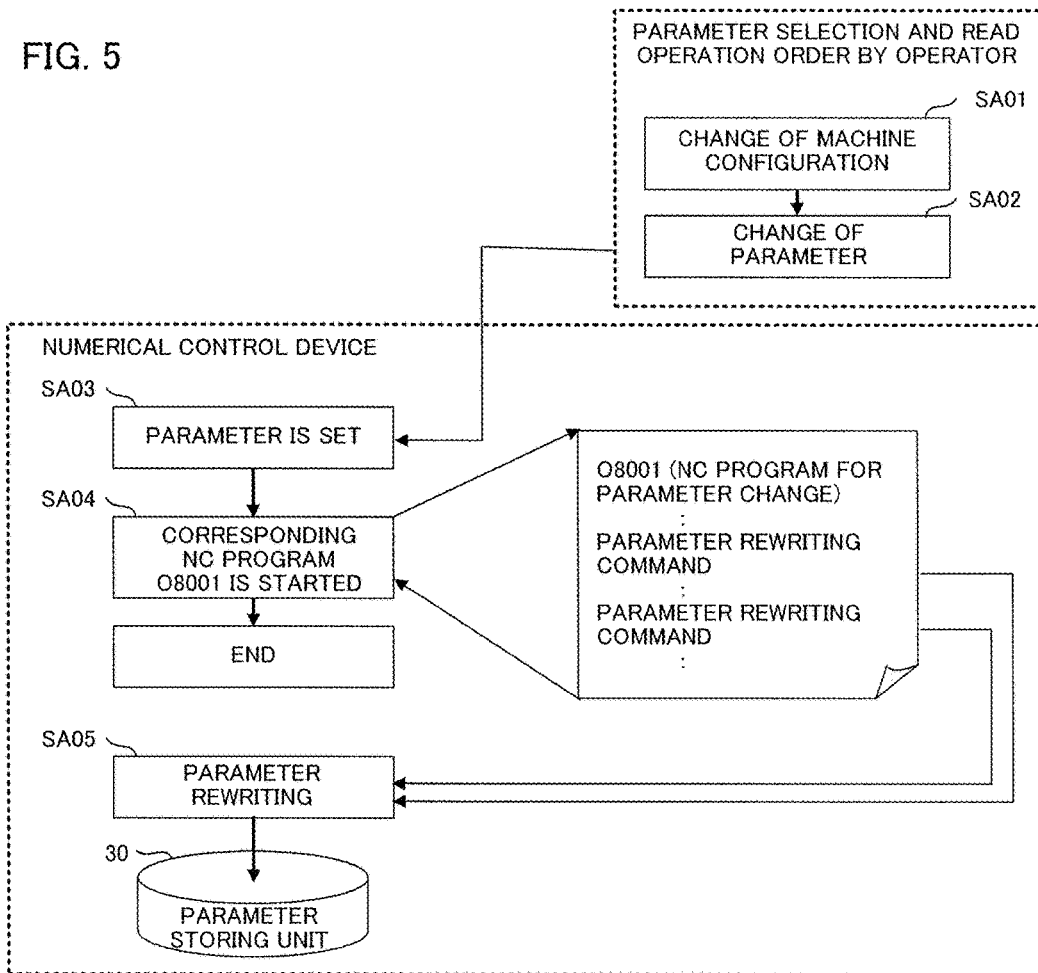 FIG. 5
PARAMETER SELECTION AND READ
OPERATION ORDER BY OPERATOR
SA01
CHANGE OF MACHINE
CONFIGURATION
SA02
CHANGE OF
PARAMETER
NUMERICAL CONTROL DEVICE
SA03
PARAMETER IS SET
SA04
CORRESPONDING
NC PROGRAM
O8001 IS STARTED
END
O8001 (NC PROGRAM FOR
PARAMETER CHANGE)
:
PARAMETER REWRITING
COMMAND
:
PARAMETER REWRITING
COMMAND
:
SA05
PARAMETER
REWRITING
30
PARAMETER
STORING UNIT